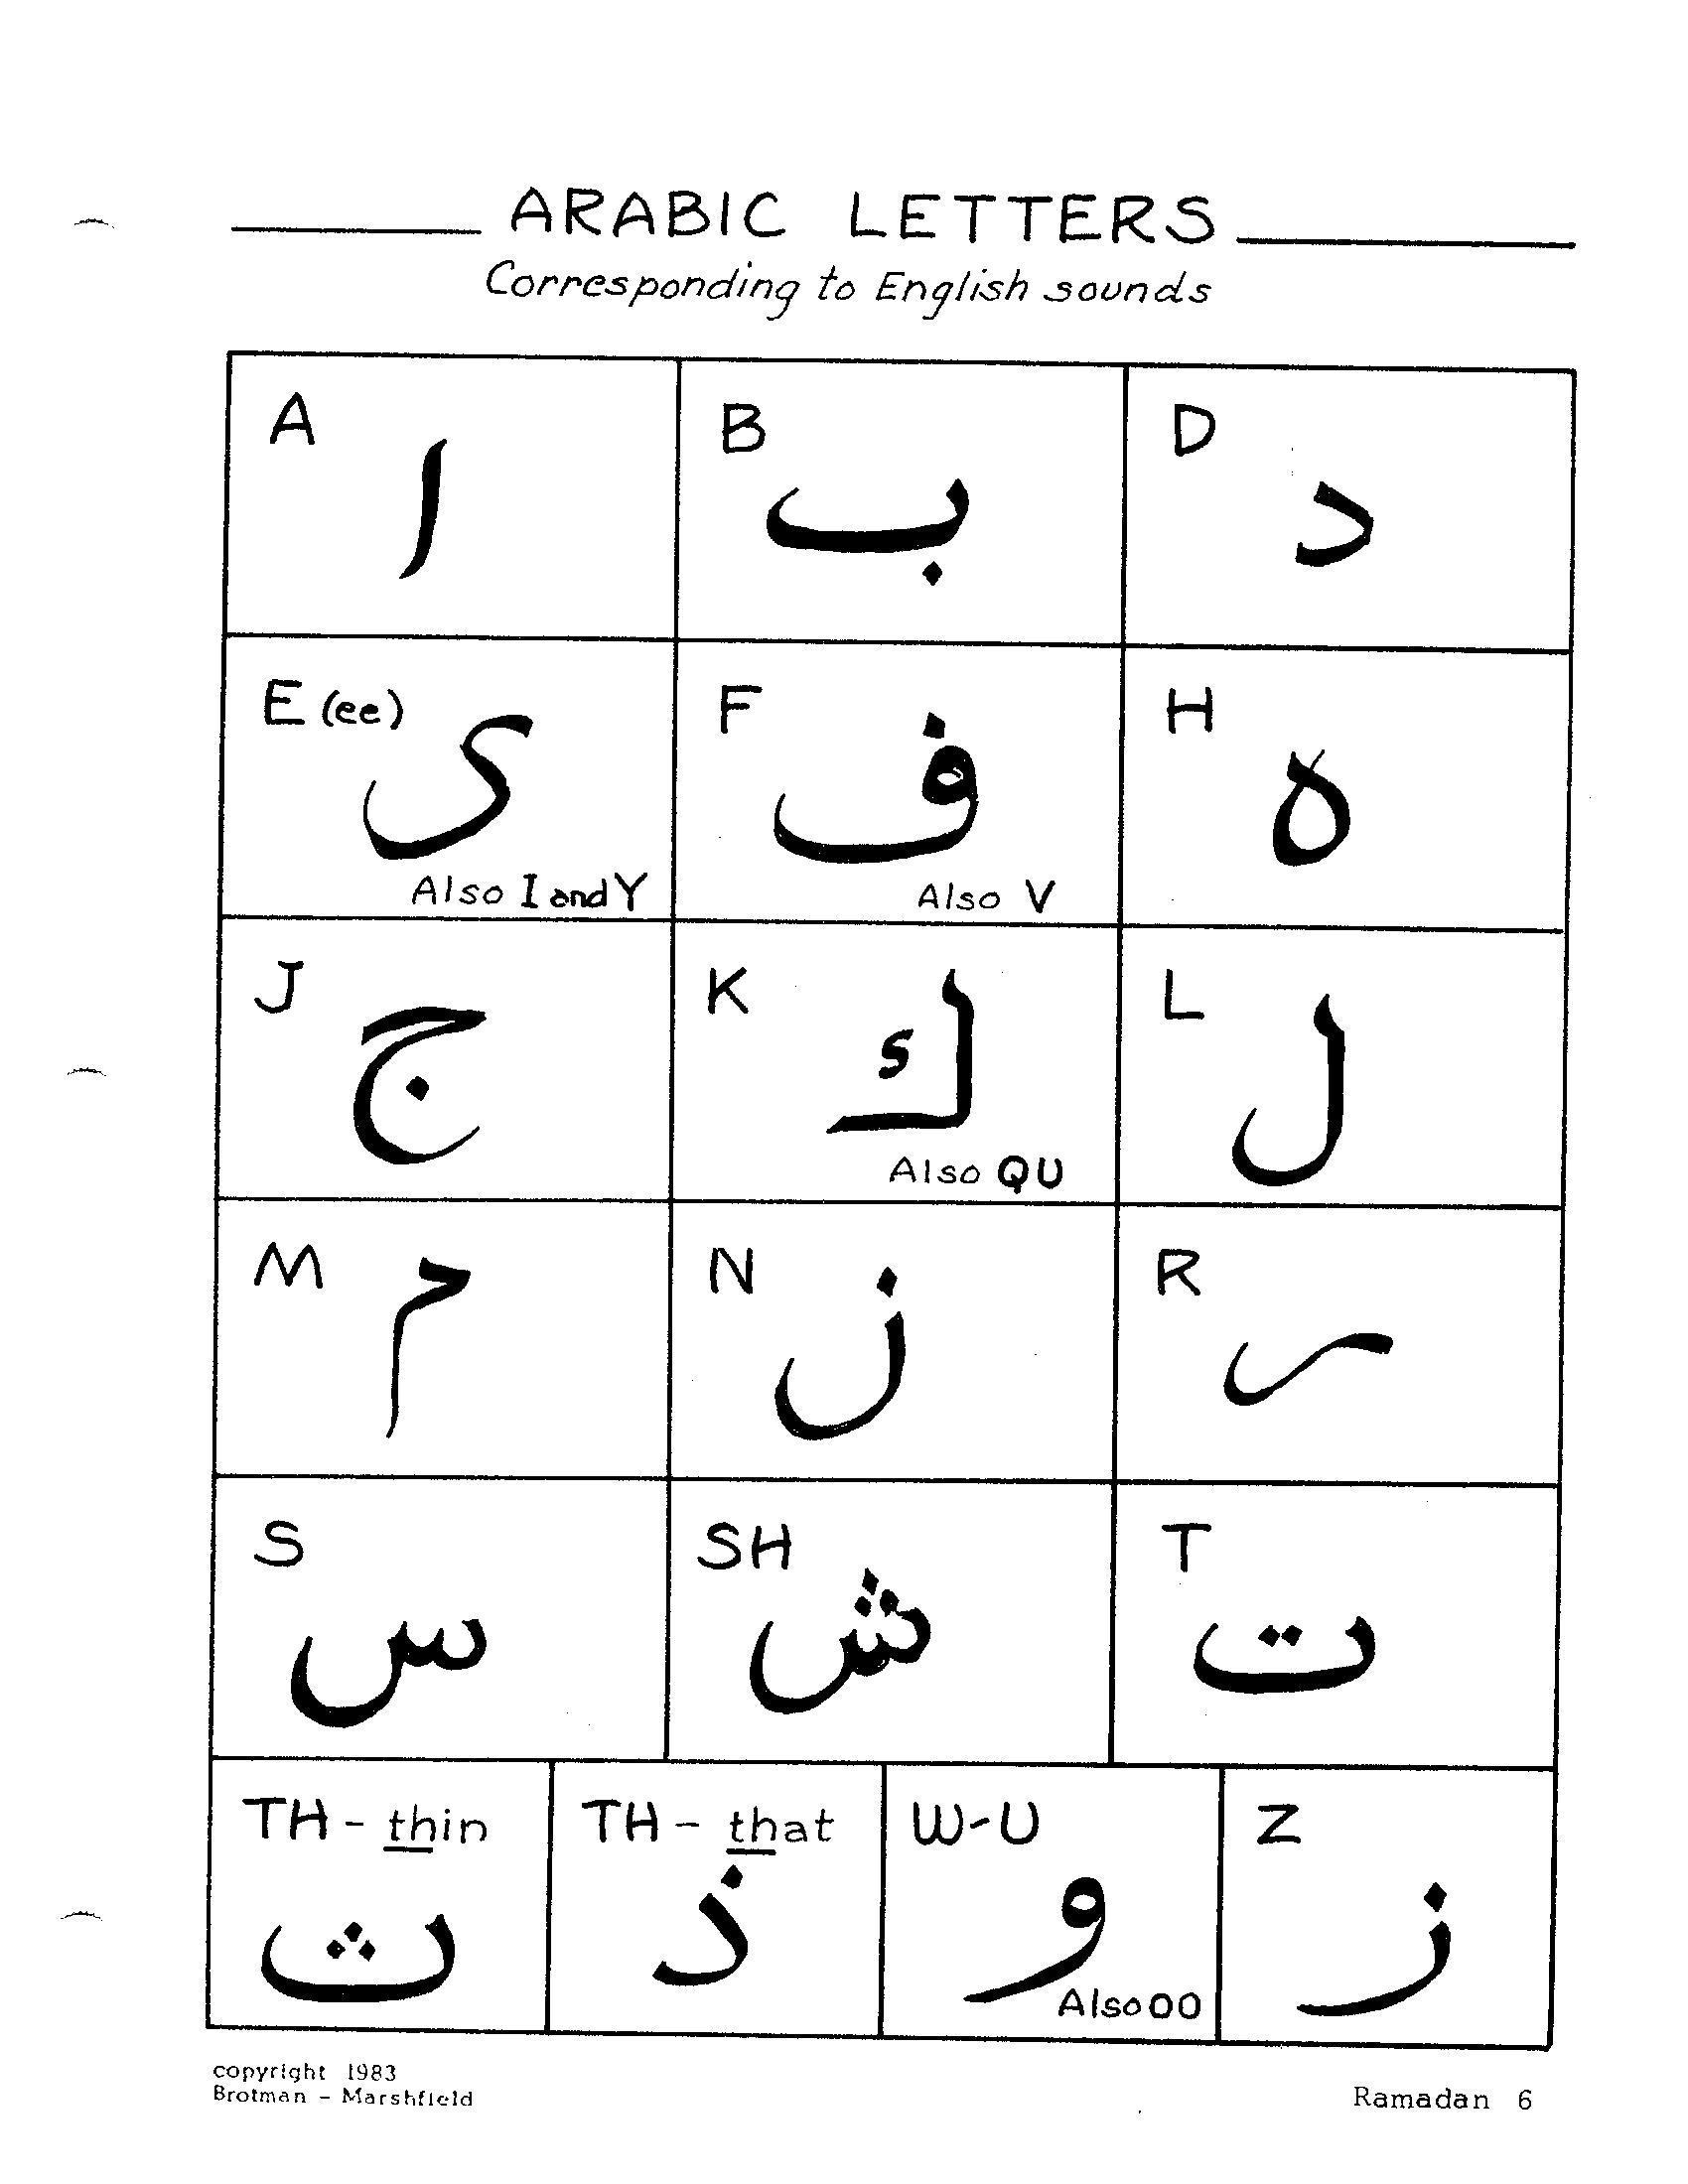 ARABIC LETTERS
Corresponding to English sounds
A
ا
B
ب
D
د
E (ee)
ى
Also I and Y
F
ف
Also V
H
ه
J
ج
K
ك
Also QU
L
ل
M
م
N
ن
R
ر
S
س
SH
ش
T
ت
TH - thin
ث
TH - that
ذ
W-U
و
Also OO
Z
ز
copyright 1983
Brotman - Marshfield
Ramadan 6